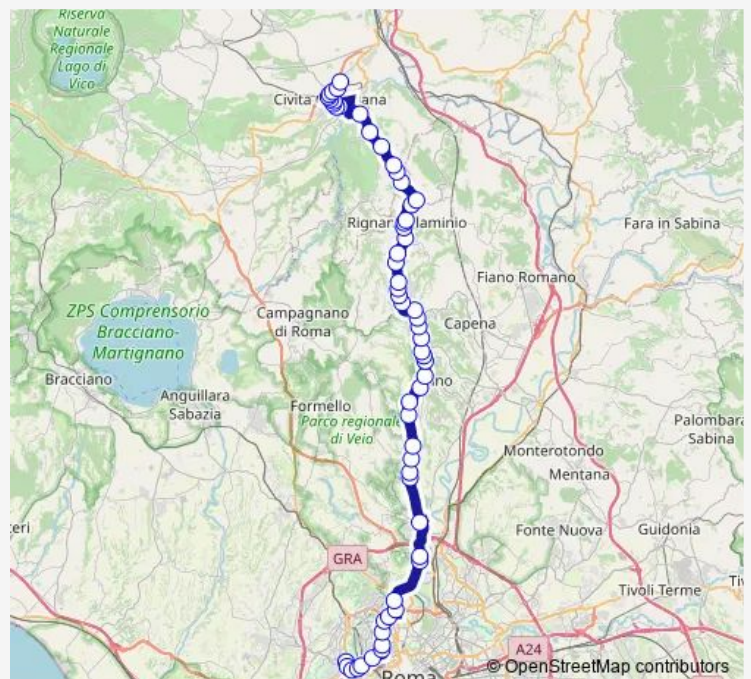 Riserva
Naturale
Regionale
Lago di
Vico
Civita
ana
Rignan
laminio
Fara in Sabina
Fiano Romano
ZPS Comprensorio
Bracciano-
Martignano
Campagnano
di Roma
Capena
Bracciano
no
Anguillara
Sabazia
Formello
Parco regionale
di Veio
Palombara
Sabina
Monterotondo
Mentana
teri
Fonte Nuova
Guidonia
GRA
Tivoli Terme
Tiv
A24
Roma
© OpenStreetMap contributors